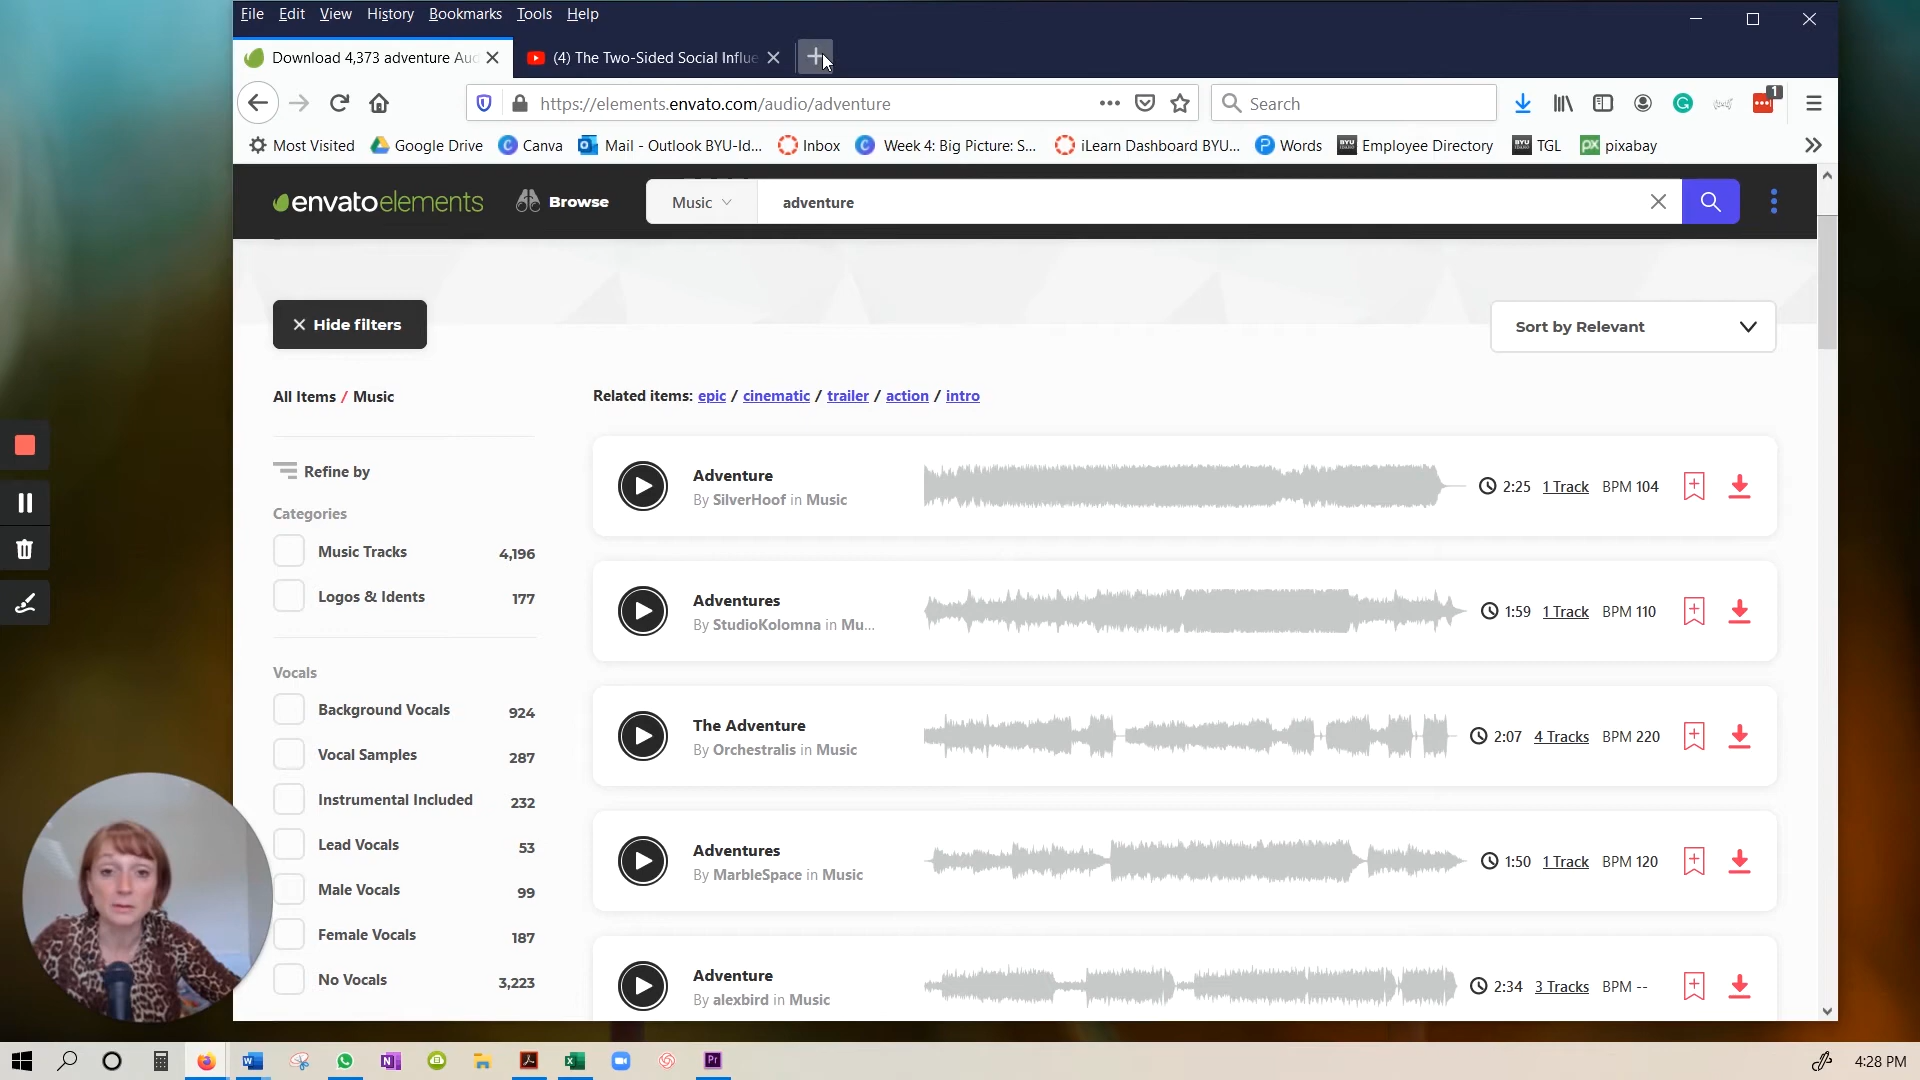 File Edit View History Bookmarks Tools Help
Download 4,373 adventure Auc
(4) The Two-Sided Social Influe
https://elements.envato.com/audio/adventure
Search
1
Most Visited Google Drive Canva Mail - Outlook BYU-Id... Inbox Week 4: Big Picture: S... iLearn Dashboard BYU... Words Employee Directory TGL pixabay
envatoelements Browse Music adventure
Hide filters
Sort by Relevant
All Items / Music
Related items: epic / cinematic / trailer / action / intro
Refine by
Categories
Music Tracks 4,196
Logos & Idents 177
Vocals
Background Vocals 924
Vocal Samples 287
Instrumental Included 232
Lead Vocals 53
Male Vocals 99
Female Vocals 187
No Vocals 3,223
Adventure
By SilverHoof in Music
2:25 1 Track BPM 104
Adventures
By StudioKolomna in Mu...
1:59 1 Track BPM 110
The Adventure
By Orchestralis in Music
2:07 4 Tracks BPM 220
Adventures
By MarbleSpace in Music
1:50 1 Track BPM 120
Adventure
By alexbird in Music
2:34 3 Tracks BPM --
4:28 PM